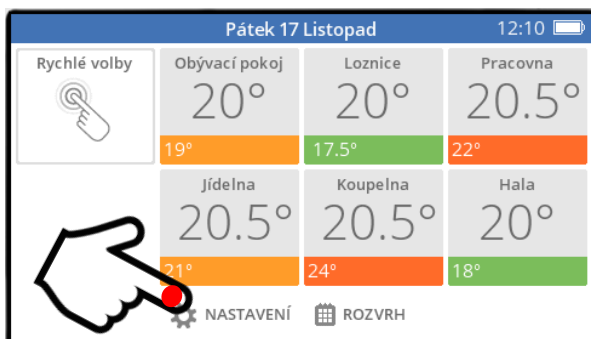 Pátek 17 Listopad 12:10
Rychlé volby
Obývací pokoj
20°
19°
Loznice
20°
17.5°
Pracovna
20.5°
22°
Jídelna
20.5°
21°
Koupelna
20.5°
24°
Hala
20°
18°
NASTAVENÍ
ROZVRH